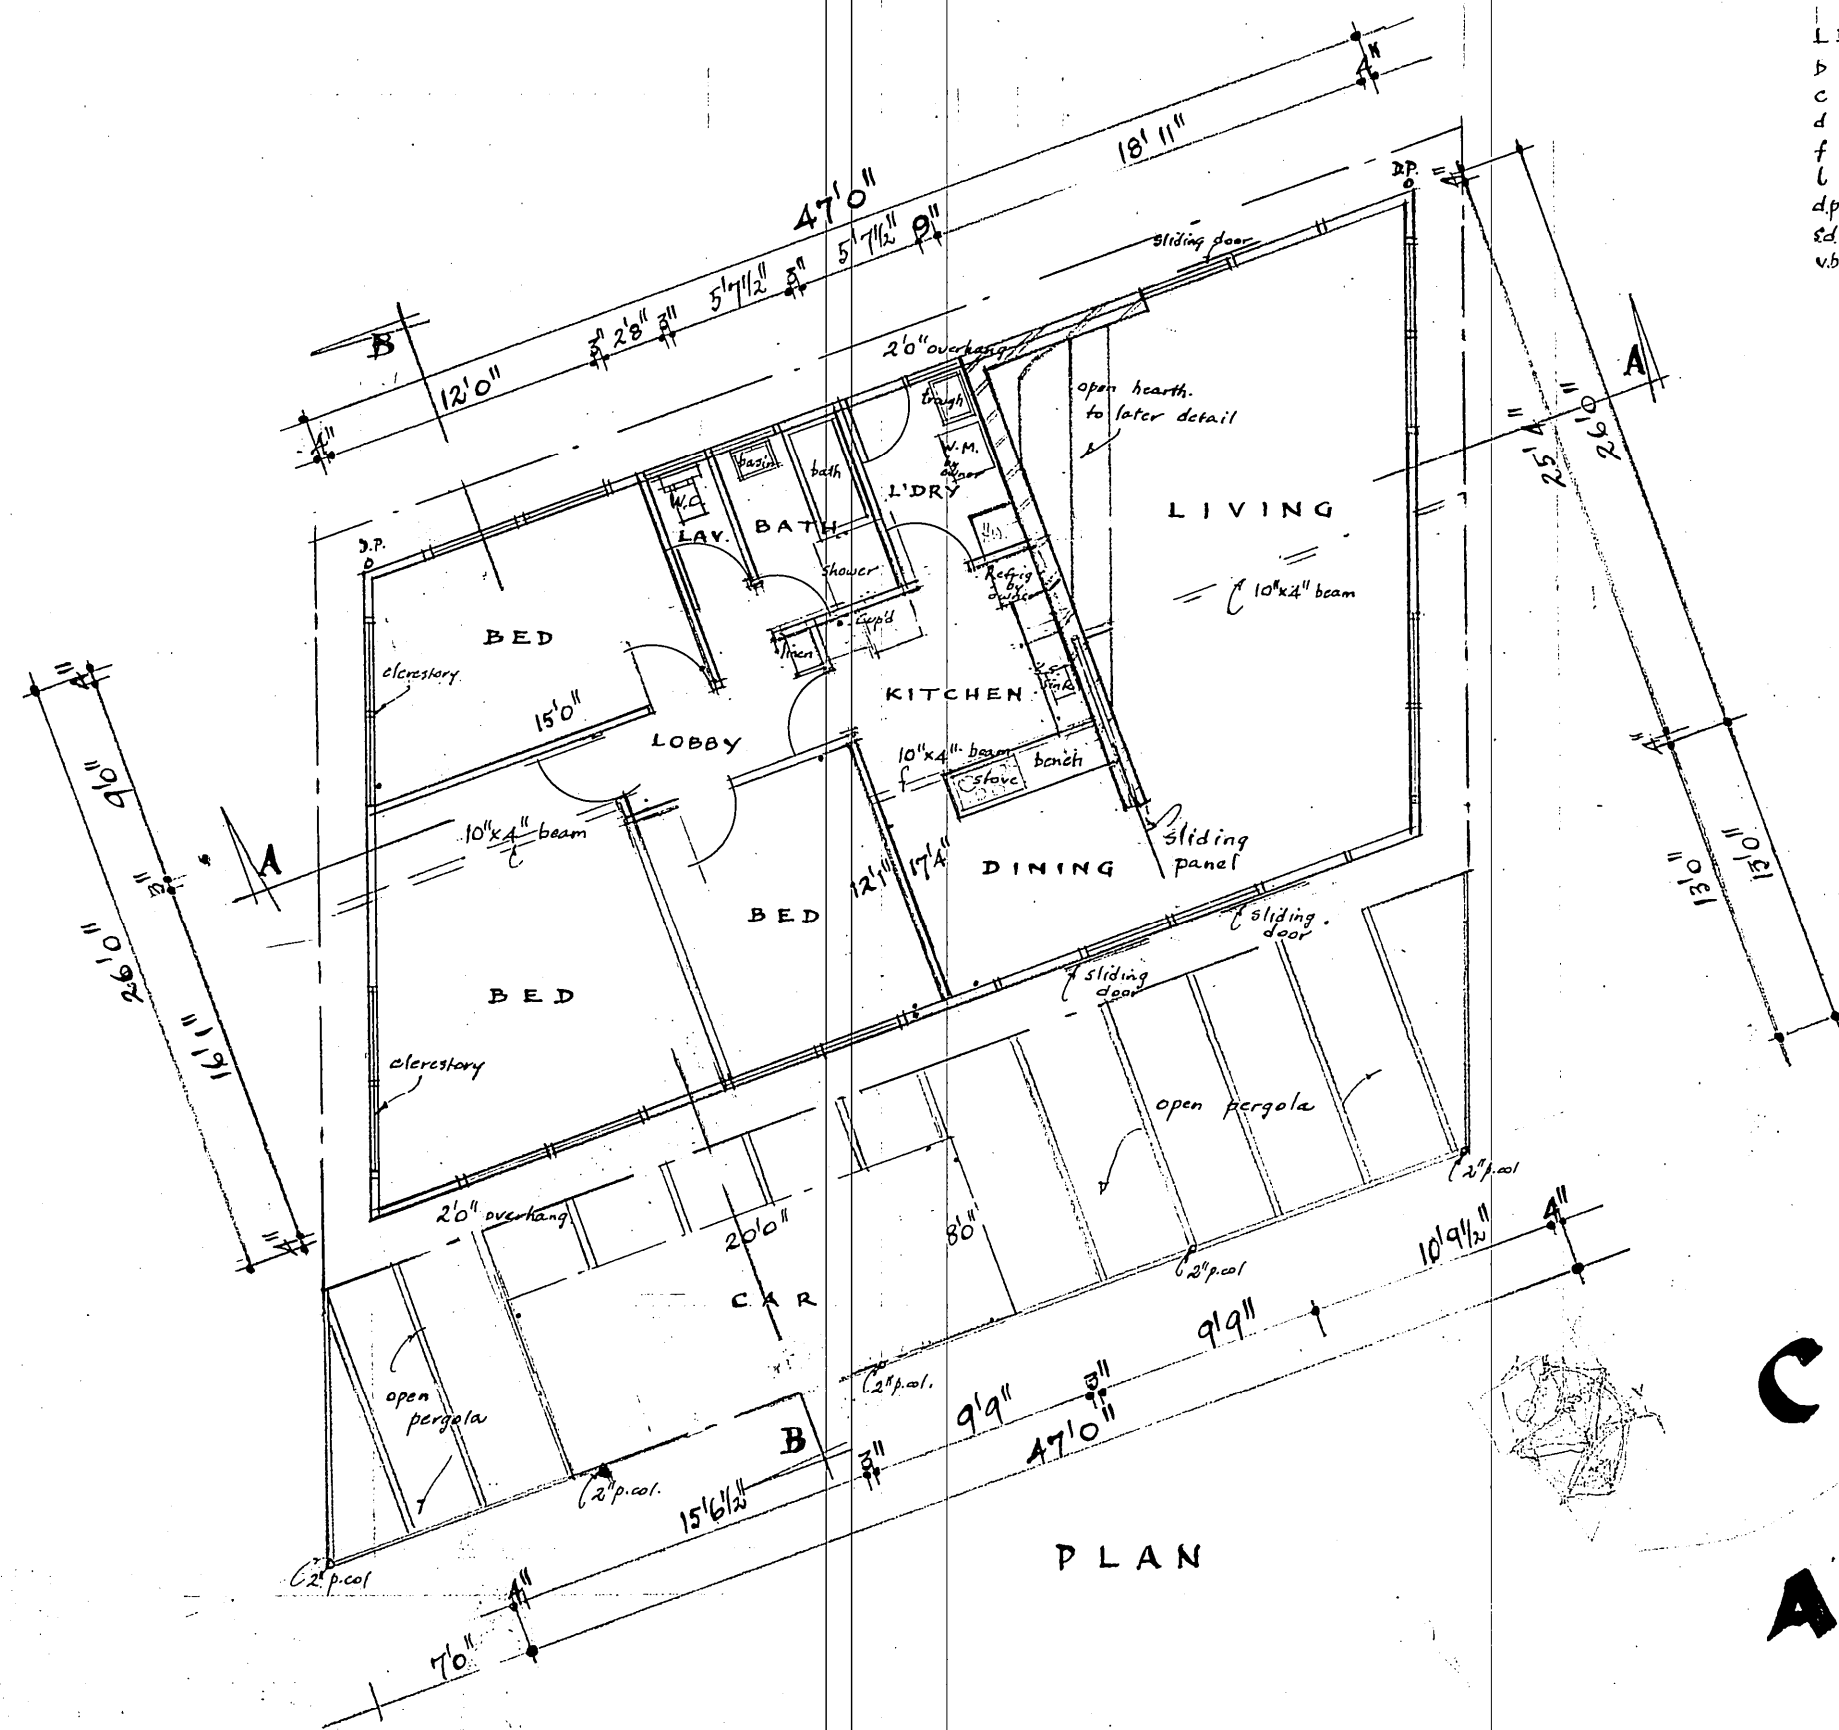 4"
18' 11"
47'0"
5'7½"
9"
5'7½"
3"
3"
2'8"
3"
12'0"
4"
B
D.P.
4"
sliding door
2'0" overhang
A
25' 4"
26'0"
trough
open hearth.
to later detail
W.M.
by
owner
basin
bath
W.C.
L'DRY
LIVING
LAV.
BATH
D.P.
shower
Refrig
by
owner
10"x4" beam
cup'd
linen
BED
clerestory
sink
KITCHEN
15'0"
LOBBY
10"x4" beam
bench
stove
4"
4"
9'0"
3"
26'0"
16'1"
4"
A
10"x4" beam
sliding
panel
12'1"
17'4"
DINING
13'0"
13'0"
BED
sliding
door
sliding
door
BED
clerestory
open pergola
2"p.col
2'0" overhang
20'0"
8'0"
4"
10'9½"
2"p.col
CAR
9'9"
2"p.col.
open
pergola
3"
9'9"
47'0"
B
3"
2"p.col.
15'6½"
2"p.col
4"
7'0"
PLAN
L
b
c
d
f
l
d.p
s.d.
v.b
C
A